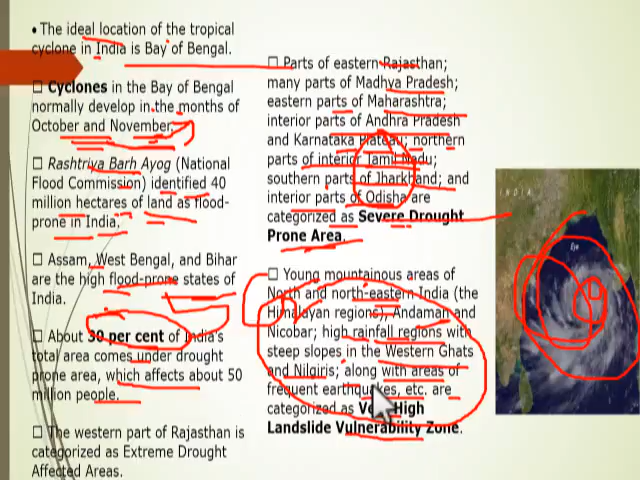 • The ideal location of the tropical
cyclone in India is Bay of Bengal.
□ Cyclones in the Bay of Bengal
normally develop in the months of
October and November.
□ Rashtriva Barh Ayog (National
Flood Commission) identified 40
million hectares of land as flood-
prone in India.
□ Assam, West Bengal, and Bihar
are the high flood-prone states of
India.
□ About 30 per cent of India's
total area comes under drought
prone area, which affects about 50
million people.
□ The western part of Rajasthan is
categorized as Extreme Drought
Affected Areas.
□ Parts of eastern Rajasthan;
many parts of Madhya Pradesh;
eastern parts of Maharashtra;
interior parts of Andhra Pradesh
and Karnataka Plateau; northern
parts of interior Tamil Nadu;
southern parts of Jharkhand; and
interior parts of Odisha are
categorized as Severe Drought
Prone Area.
□ Young mountainous areas of
North and north-eastern India (the
Himalayan regions), Andaman and
Nicobar; high rainfall regions with
steep slopes in the Western Ghats
and Nilgiris; along with areas of
frequent earthquakes, etc. are
categorized as Very High
Landslide Vulnerability Zone.
INDIA
Eye